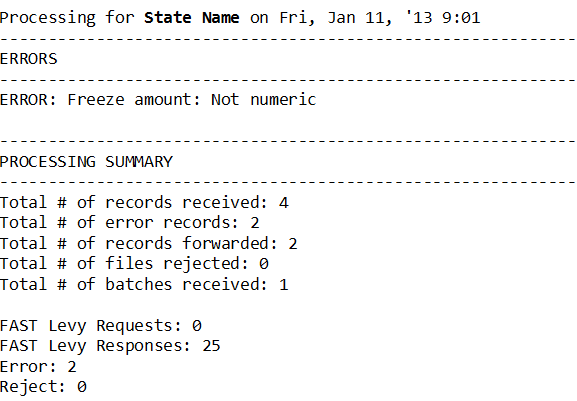 Processing for State Name on Fri, Jan 11, '13 9:01
----------------------------------------------------------
ERRORS
----------------------------------------------------------
ERROR: Freeze amount: Not numeric
----------------------------------------------------------
PROCESSING SUMMARY
----------------------------------------------------------
Total # of records received: 4
Total # of error records: 2
Total # of records forwarded: 2
Total # of files rejected: 0
Total # of batches received: 1
FAST Levy Requests: 0
FAST Levy Responses: 25
Error: 2
Reject: 0